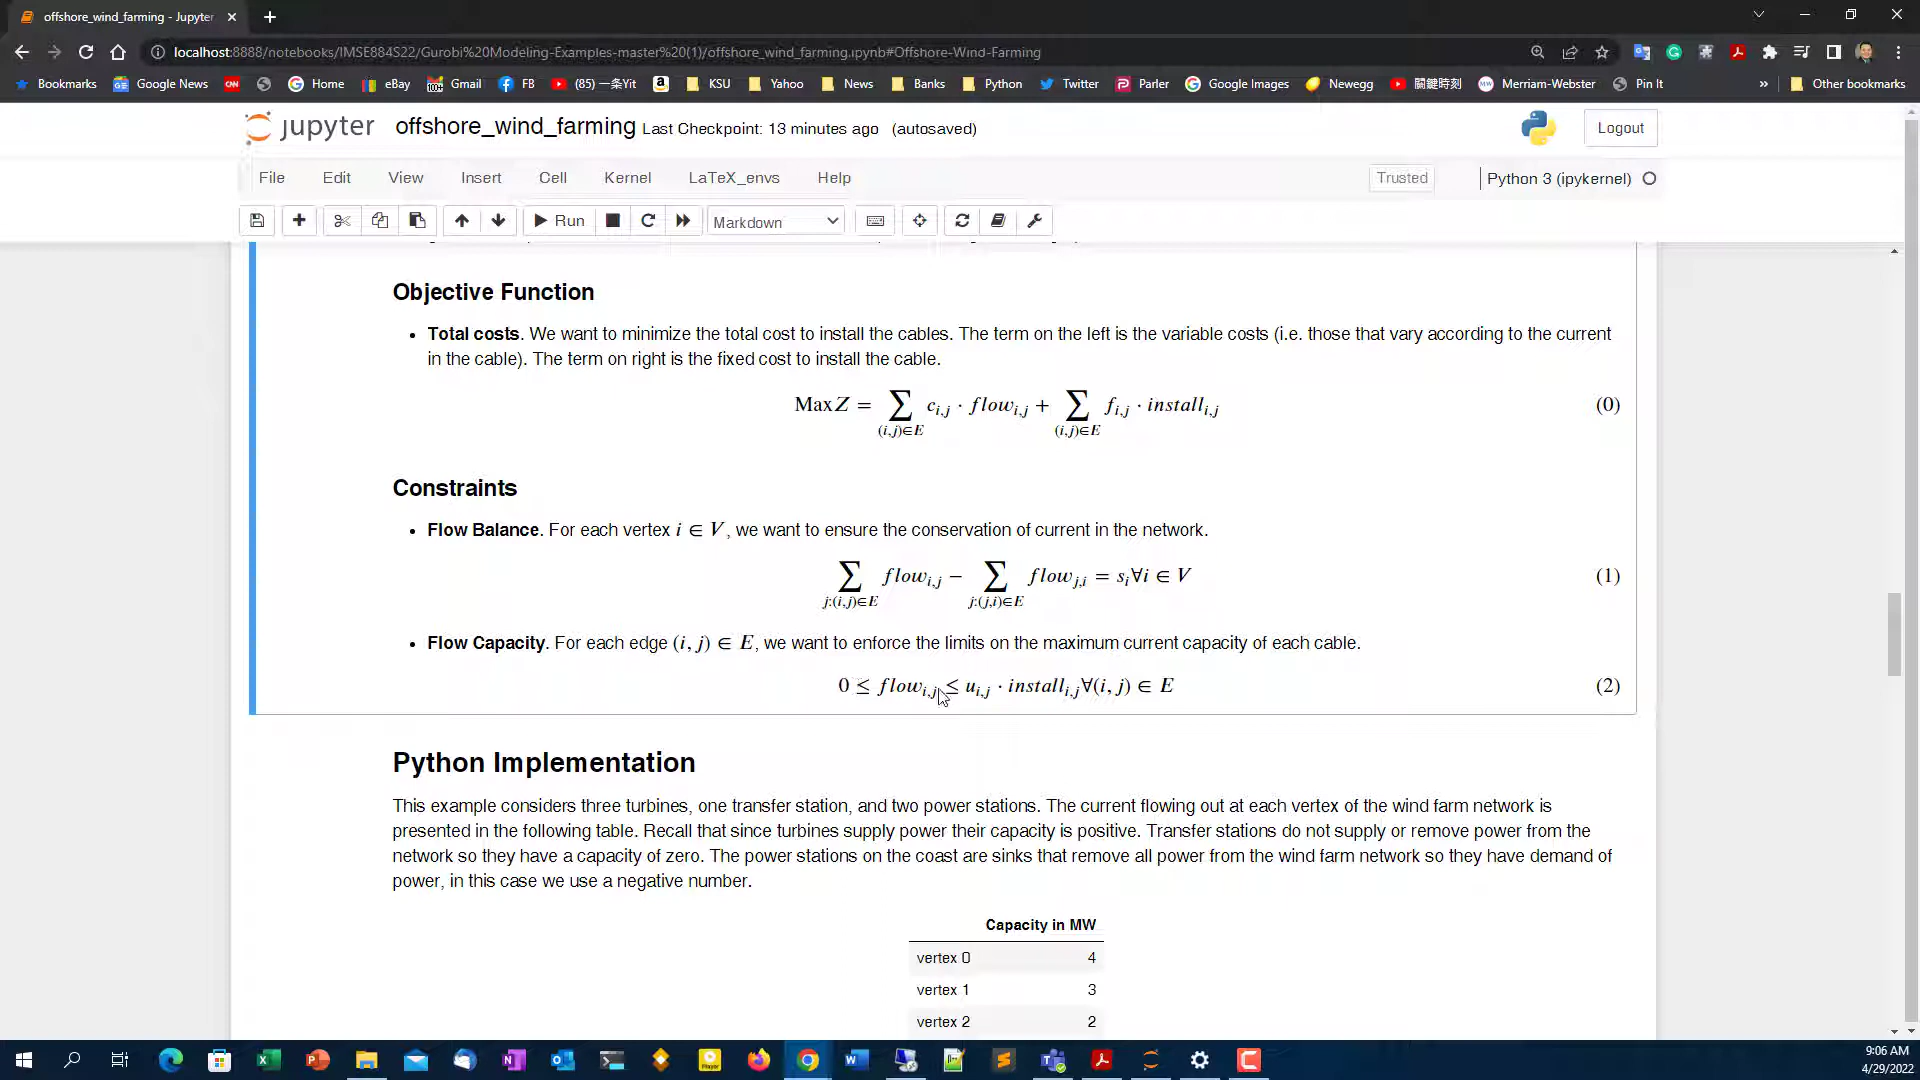 offshore_wind_farming - Jupyter
localhost:8888/notebooks/IMSE884S22/Gurobi%20Modeling-Examples-master%20(1)/offshore_wind_farming.ipynb#Offshore-Wind-Farming
Bookmarks Google News CNN Home eBay 100+ Gmail FB (85) 一条Yit KSU Yahoo News Banks Python Twitter Parler Google Images Newegg 關鍵時刻 MW Merriam-Webster Pin It » Other bookmarks
jupyter offshore_wind_farming Last Checkpoint: 13 minutes ago (autosaved) Logout
File Edit View Insert Cell Kernel LaTeX_envs Help Trusted Python 3 (ipykernel)
Run Markdown
Objective Function
• Total costs. We want to minimize the total cost to install the cables. The term on the left is the variable costs (i.e. those that vary according to the current
in the cable). The term on right is the fixed cost to install the cable.
Max Z = ∑_{(i,j)∈E} c_{i,j} · flow_{i,j} + ∑_{(i,j)∈E} f_{i,j} · install_{i,j} (0)
Constraints
• Flow Balance. For each vertex i ∈ V, we want to ensure the conservation of current in the network.
∑_{j:(i,j)∈E} flow_{i,j} − ∑_{j:(j,i)∈E} flow_{j,i} = s_i ∀i ∈ V (1)
• Flow Capacity. For each edge (i, j) ∈ E, we want to enforce the limits on the maximum current capacity of each cable.
0 ≤ flow_{i,j} ≤ u_{i,j} · install_{i,j} ∀(i, j) ∈ E (2)
Python Implementation
This example considers three turbines, one transfer station, and two power stations. The current flowing out at each vertex of the wind farm network is
presented in the following table. Recall that since turbines supply power their capacity is positive. Transfer stations do not supply or remove power from the
network so they have a capacity of zero. The power stations on the coast are sinks that remove all power from the wind farm network so they have demand of
power, in this case we use a negative number.
Capacity in MW
vertex 0 4
vertex 1 3
vertex 2 2
9:06 AM
4/29/2022